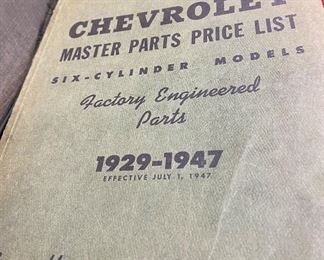 CHEVROLET
MASTER PARTS PRICE LIST
SIX-CYLINDER MODELS
Factory Engineered
Parts
1929-1947
EFFECTIVE JULY 1, 1947